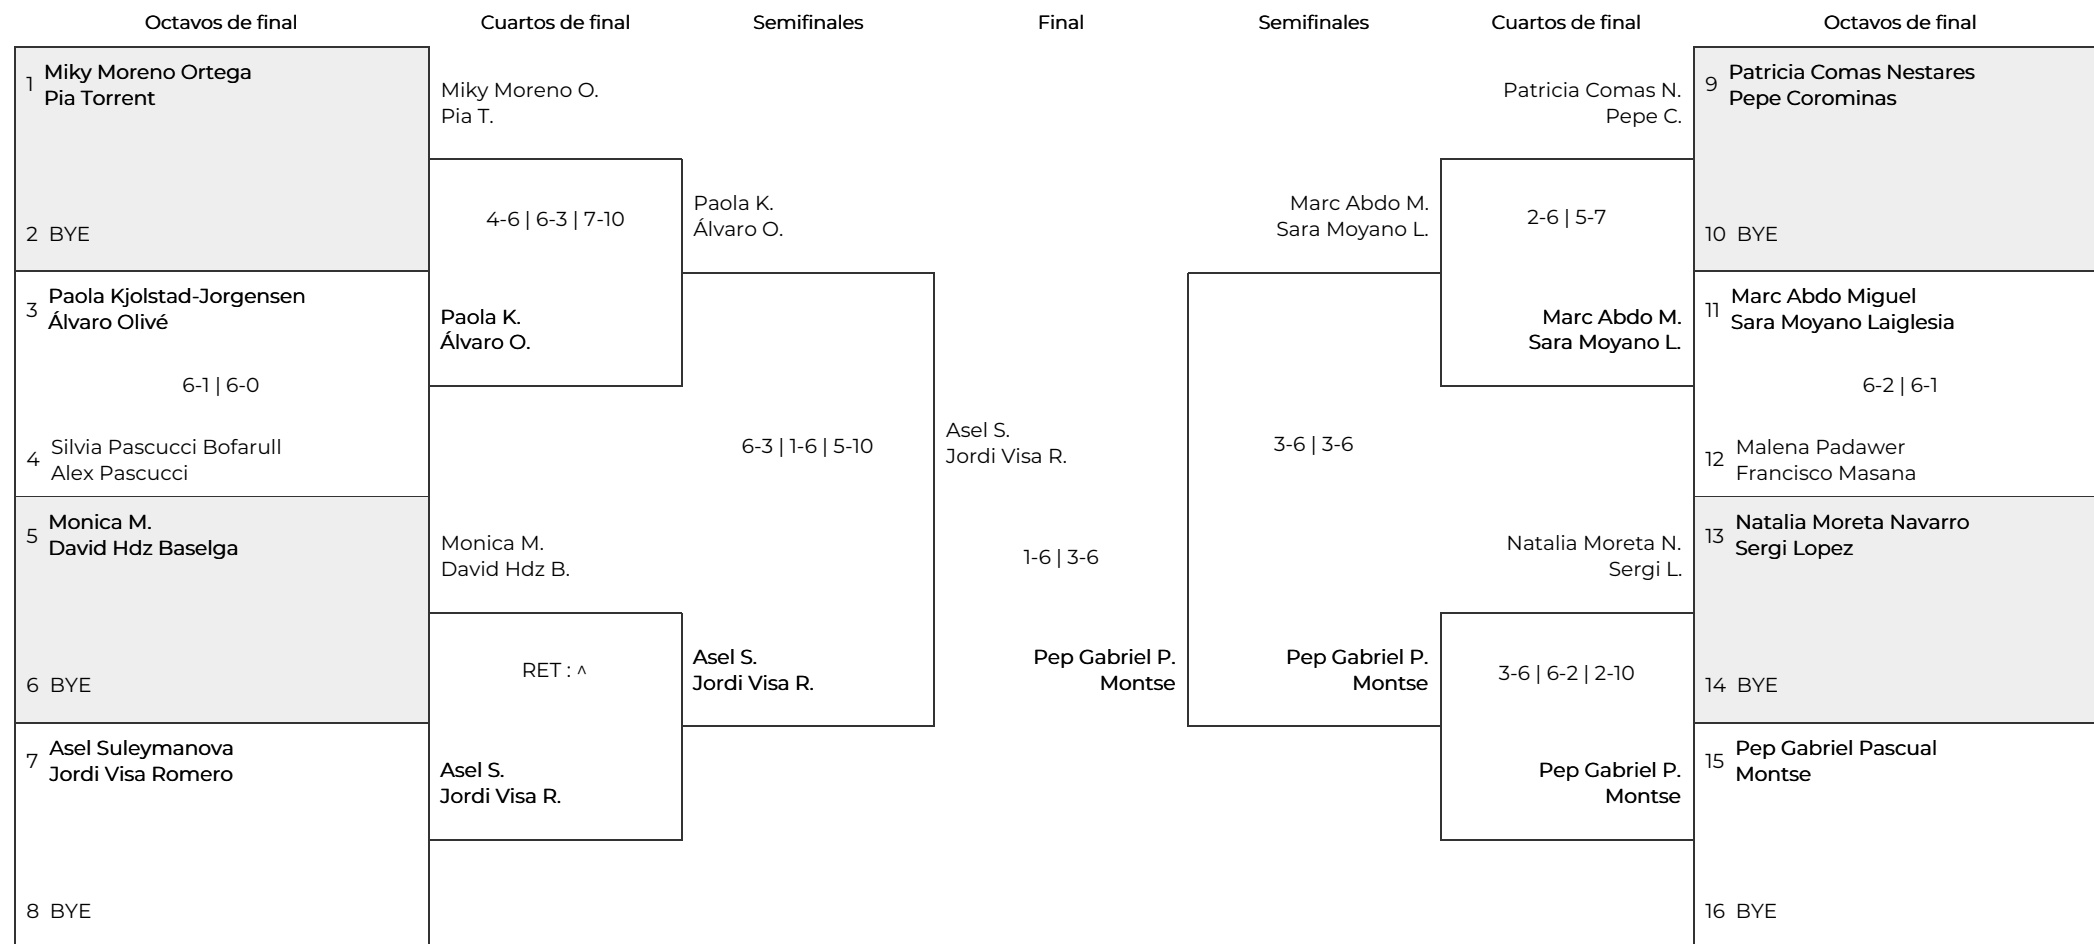 Octavos de final
Cuartos de final
Semifinales
Final
Semifinales
Cuartos de final
Octavos de final
1
Miky Moreno Ortega
Pia Torrent
2 BYE
3
Paola Kjolstad-Jorgensen
Álvaro Olivé
6-1 | 6-0
4
Silvia Pascucci Bofarull
Alex Pascucci
5
Monica M.
David Hdz Baselga
6 BYE
7
Asel Suleymanova
Jordi Visa Romero
8 BYE
Miky Moreno O.
Pia T.
4-6 | 6-3 | 7-10
Paola K.
Álvaro O.
Monica M.
David Hdz B.
RET : ^
Asel S.
Jordi Visa R.
Paola K.
Álvaro O.
6-3 | 1-6 | 5-10
Asel S.
Jordi Visa R.
Asel S.
Jordi Visa R.
1-6 | 3-6
Pep Gabriel P.
Montse
Marc Abdo M.
Sara Moyano L.
3-6 | 3-6
Pep Gabriel P.
Montse
Patricia Comas N.
Pepe C.
2-6 | 5-7
Marc Abdo M.
Sara Moyano L.
Natalia Moreta N.
Sergi L.
3-6 | 6-2 | 2-10
Pep Gabriel P.
Montse
9
Patricia Comas Nestares
Pepe Corominas
10 BYE
11
Marc Abdo Miguel
Sara Moyano Laiglesia
6-2 | 6-1
12
Malena Padawer
Francisco Masana
13
Natalia Moreta Navarro
Sergi Lopez
14 BYE
15
Pep Gabriel Pascual
Montse
16 BYE